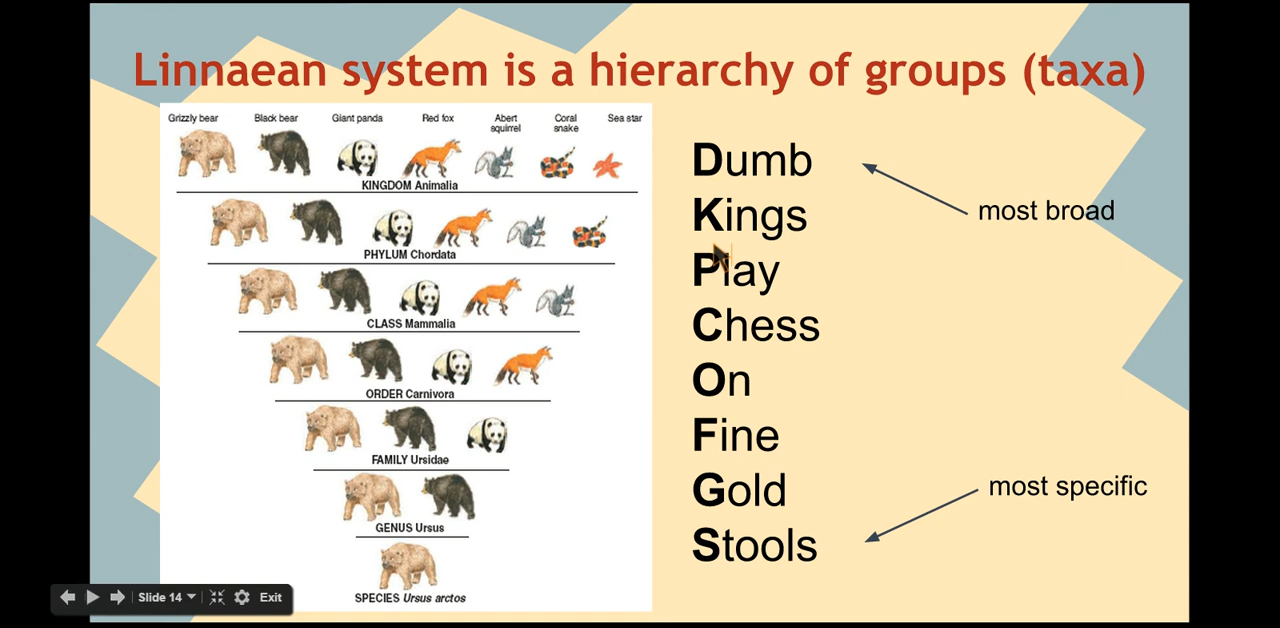 Linnaean system is a hierarchy of groups (taxa)
Grizzly bear
Black bear
Giant panda
Red fox
Abert
squirrel
Coral
snake
Sea star
KINGDOM Animalia
PHYLUM Chordata
CLASS Mammalia
ORDER Carnivora
FAMILY Ursidae
GENUS Ursus
SPECIES Ursus arctos
Dumb
Kings
Play
Chess
On
Fine
Gold
Stools
most broad
most specific
Slide 14
Exit